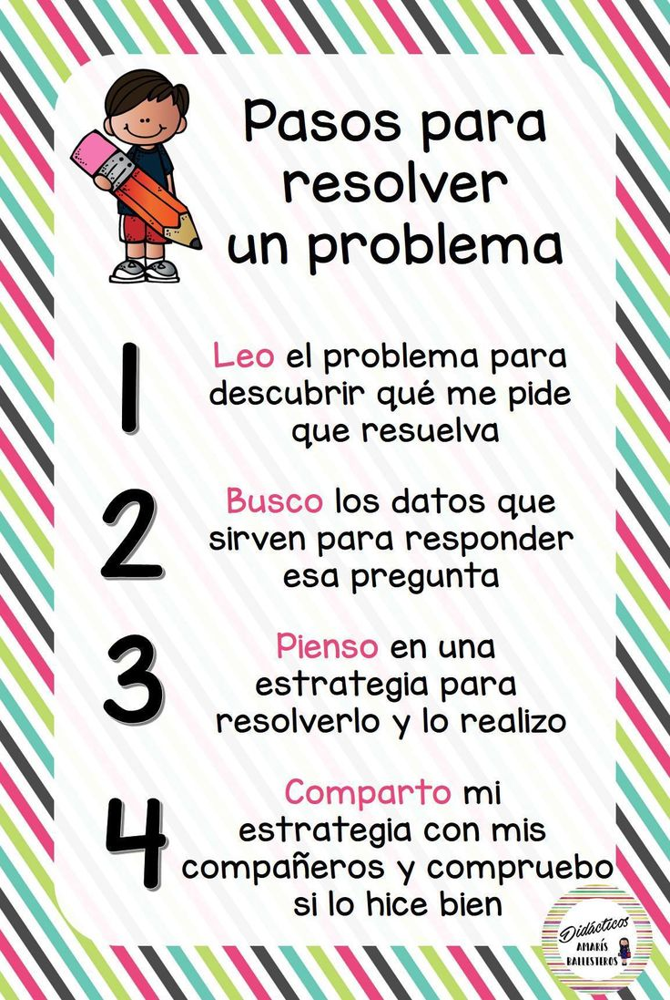 Pasos para
resolver
un problema
1
Leo el problema para
descubrir qué me pide
que resuelva
2
Busco los datos que
sirven para responder
esa pregunta
3
Pienso en una
estrategia para
resolverlo y lo realizo
4
Comparto mi
estrategia con mis
compañeros y compruebo
si lo hice bien
Didácticos
AMARÍS
BALLESTEROS